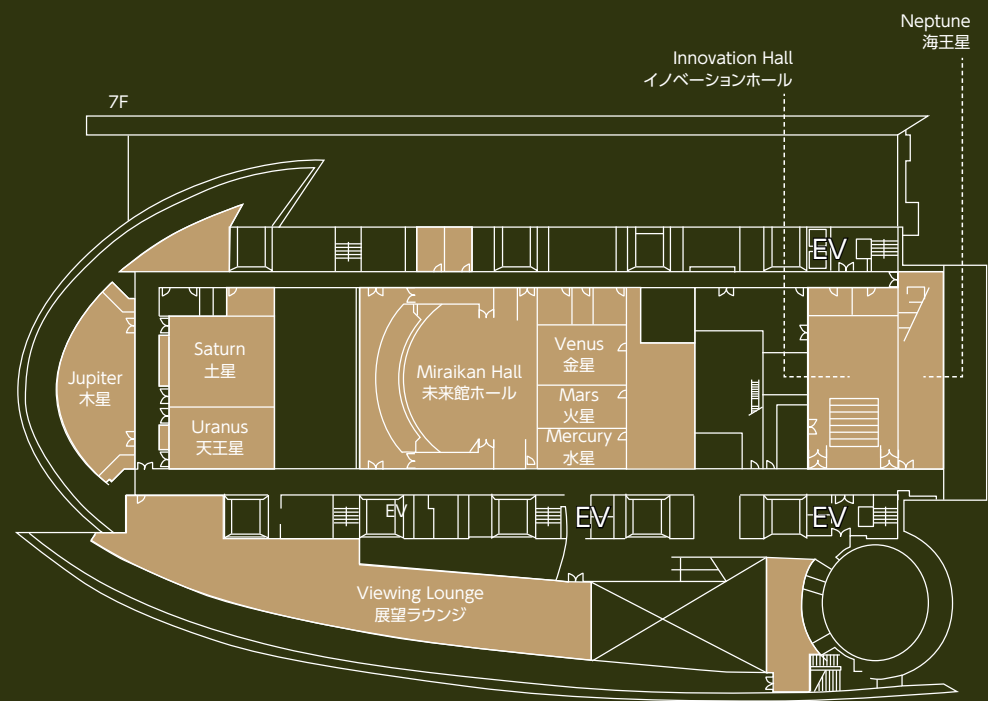 Neptune
海王星
Innovation Hall
イノベーションホール
7F
EV
Saturn
土星
Jupiter
木星
Uranus
天王星
Miraikan Hall
未来館ホール
Venus
金星
Mars
火星
Mercury
水星
EV
EV
EV
Viewing Lounge
展望ラウンジ